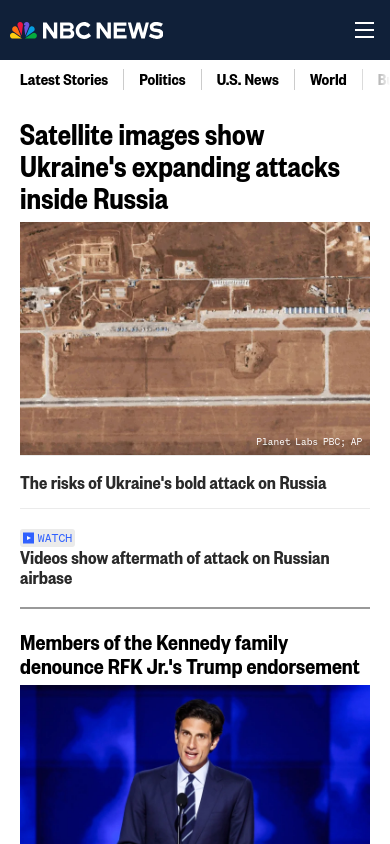 NBC NEWS
Latest Stories
Politics
U.S. News
World
Satellite images show
Ukraine's expanding attacks
inside Russia
Planet Labs PBC; AP
The risks of Ukraine's bold attack on Russia
WATCH
Videos show aftermath of attack on Russian
airbase
Members of the Kennedy family
denounce RFK Jr.'s Trump endorsement